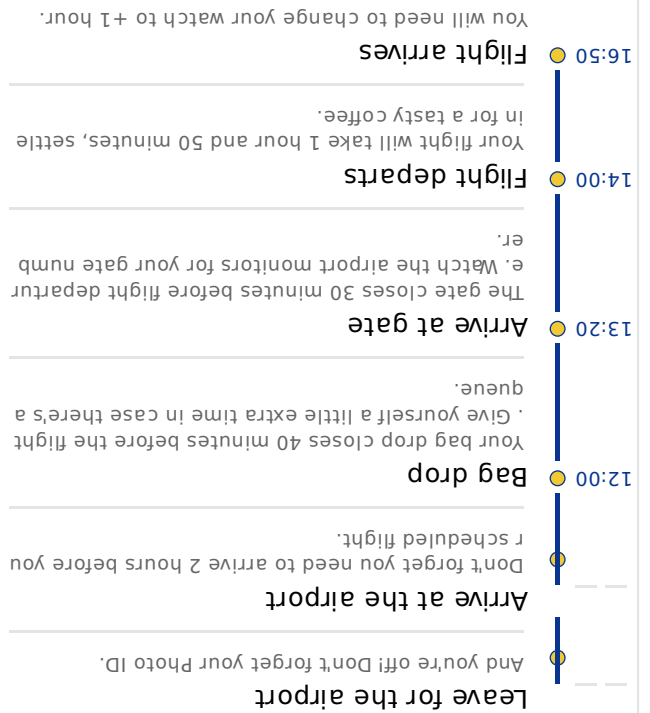 Leave for the airport
And you're off! Don't forget your Photo ID.
Arrive at the airport
Don't forget you need to arrive 2 hours before you
r scheduled flight.
12:00
Bag drop
Your bag drop closes 40 minutes before the flight
. Give yourself a little extra time in case there's a
queue.
13:20
Arrive at gate
The gate closes 30 minutes before flight departur
e. Watch the airport monitors for your gate numb
er.
14:00
Flight departs
Your flight will take 1 hour and 50 minutes, settle
in for a tasty coffee.
16:50
Flight arrives
You will need to change your watch to +1 hour.